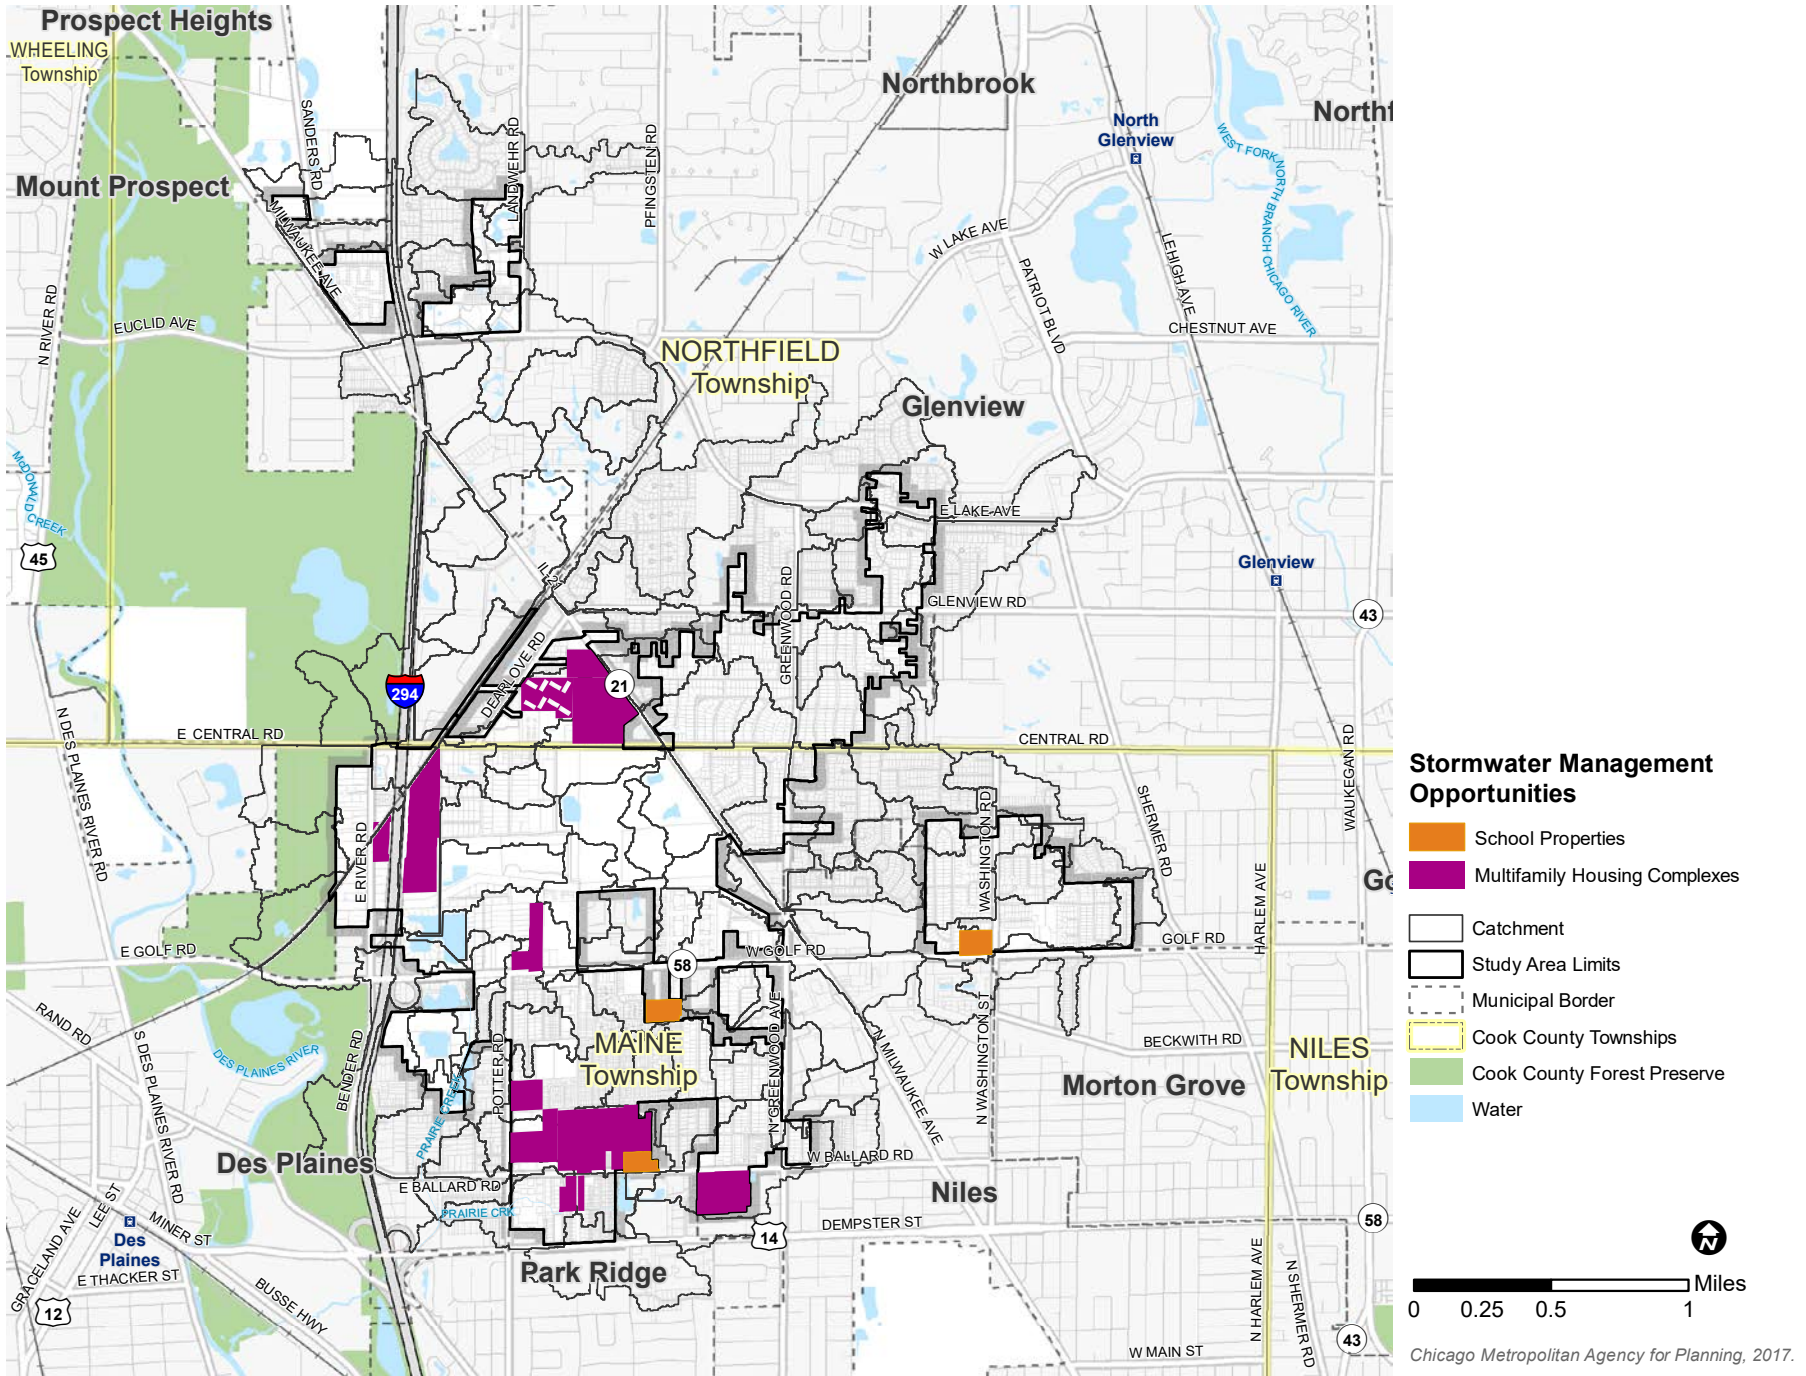 Prospect Heights
WHEELING
Township
Northbrook
Northf
North
Glenview
WEST FORK NORTH BRANCH CHICAGO RIVER
SANDERS RD
LANDWEHR RD
PFINGSTEN RD
Mount Prospect
MILWAUKEE AVE
W LAKE AVE
LEHIGH AVE
PATRIOT BLVD
N RIVER RD
EUCLID AVE
CHESTNUT AVE
NORTHFIELD
Township
Glenview
McDONALD
CREEK
45
E LAKE AVE
Glenview
IL 21
GREENWOOD RD
GLENVIEW RD
43
DEARLOVE RD
294
21
N DES PLAINES RIVER RD
E CENTRAL RD
CENTRAL RD
WAUKEGAN RD
SHERMER RD
WASHINGTON RD
E RIVER RD
HARLEM AVE
E GOLF RD
W GOLF RD
GOLF RD
58
RAND RD
S DES PLAINES RIVER RD
DES PLAINES RIVER
BENDER RD
POTTER RD
PRAIRIE CREEK
MAINE
Township
N GREENWOOD AVE
N MILWAUKEE AVE
N WASHINGTON ST
BECKWITH RD
NILES
Township
Morton Grove
Des Plaines
W BALLARD RD
E BALLARD RD
PRAIRIE CRK
Niles
DEMPSTER ST
14
58
GRACELAND AVE
LEE ST
MINER ST
Des
Plaines
E THACKER ST
12
BUSSE HWY
Park Ridge
N HARLEM AVE
N SHERMER RD
43
W MAIN ST
Stormwater Management
Opportunities
School Properties
Multifamily Housing Complexes
Catchment
Study Area Limits
Municipal Border
Cook County Townships
Cook County Forest Preserve
Water
N
Miles
0 0.25 0.5 1
Chicago Metropolitan Agency for Planning, 2017.